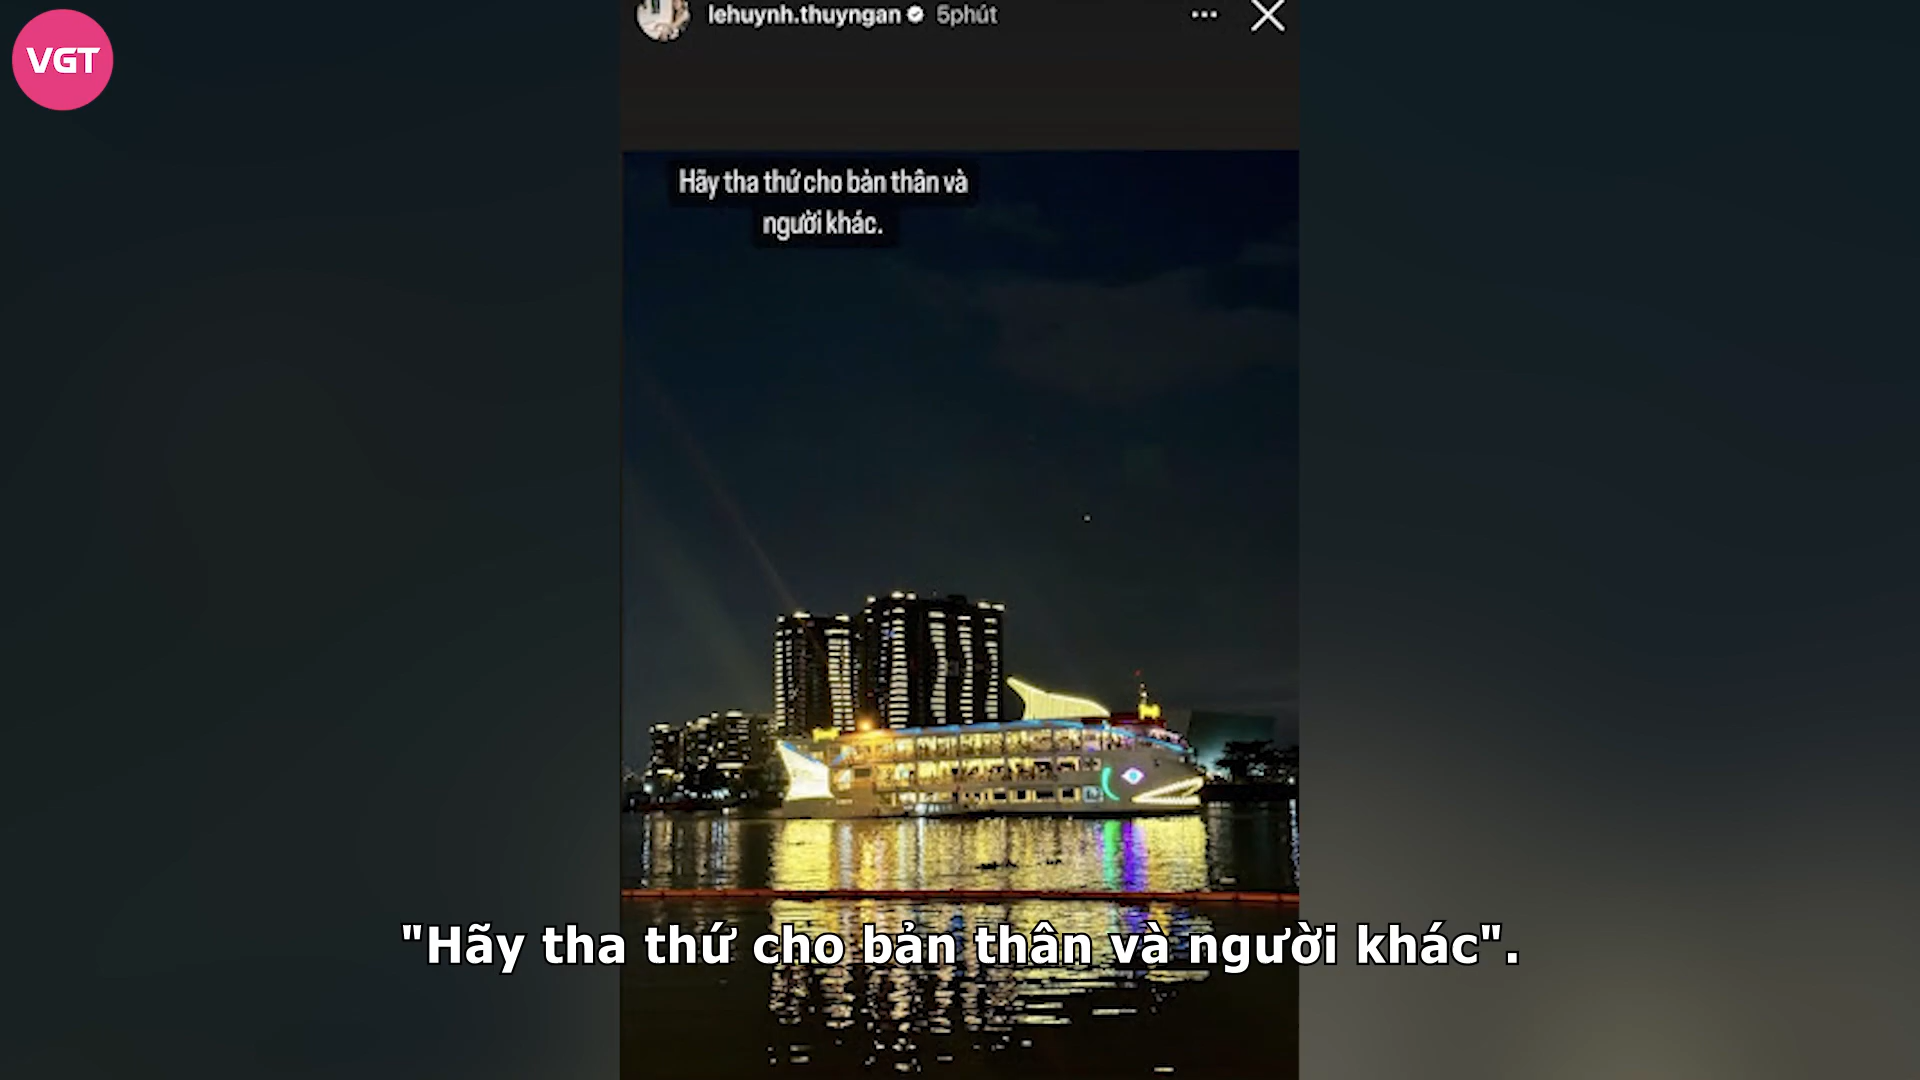 VGT
lehuynh.thuyngan 5phút
Hãy tha thứ cho bản thân và
người khác.
"Hãy tha thứ cho bản thân và người khác".